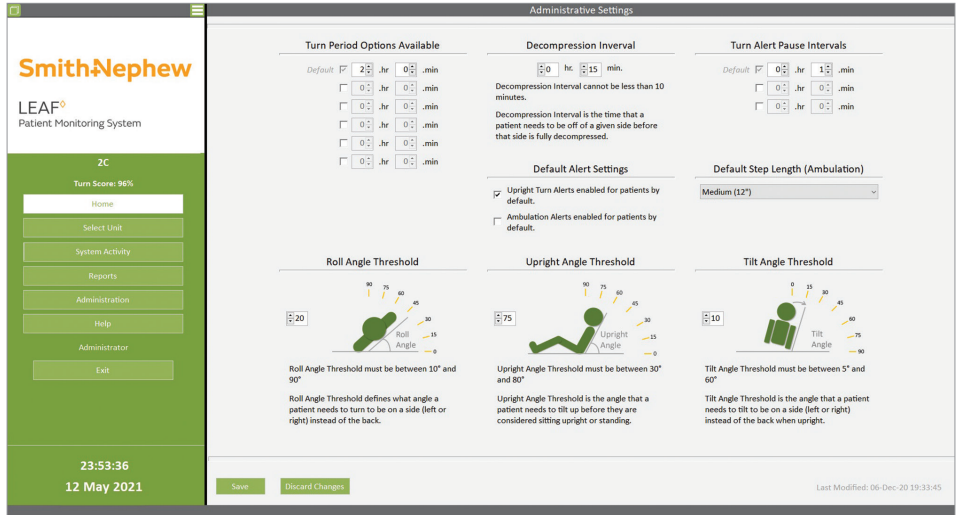 Administrative Settings
Smith+Nephew
LEAF◊
Patient Monitoring System
2C
Turn Score: 96%
Home
Select Unit
System Activity
Reports
Administration
Help
Administrator
Exit
23:53:36
12 May 2021
Turn Period Options Available
Default 2 .hr 0 .min
0 .hr 0 .min
0 .hr 0 .min
0 .hr 0 .min
0 .hr 0 .min
0 .hr 0 .min
Decompression Inverval
0 hr. 15 min.
Decompression Interval cannot be less than 10
minutes.
Decompression Interval is the time that a
patient needs to be off of a given side before
that side is fully decompressed.
Turn Alert Pause Intervals
Default 0 .hr 1 .min
0 .hr 0 .min
0 .hr 0 .min
Default Alert Settings
Upright Turn Alerts enabled for patients by
default.
Ambulation Alerts enabled for patients by
default.
Default Step Length (Ambulation)
Medium (12")
Roll Angle Threshold
20
90 75 60 45 30 15 0
Roll
Angle
Roll Angle Threshold must be between 10° and
90°
Roll Angle Threshold defines what angle a
patient needs to turn to be on a side (left or
right) instead of the back.
Upright Angle Threshold
75
90 75 60 45 30 15 0
Upright
Angle
Upright Angle Threshold must be between 30°
and 80°
Upright Angle Threshold is the angle that a
patient needs to tilt up before they are
considered sitting upright or standing.
Tilt Angle Threshold
10
0 15 30 45 60 75 90
Tilt
Angle
Tilt Angle Threshold must be between 5° and
60°
Tilt Angle Threshold is the angle that a patient
needs to tilt to be on a side (left or right)
instead of the back when upright.
Save
Discard Changes
Last Modified: 06-Dec-20 19:33:45